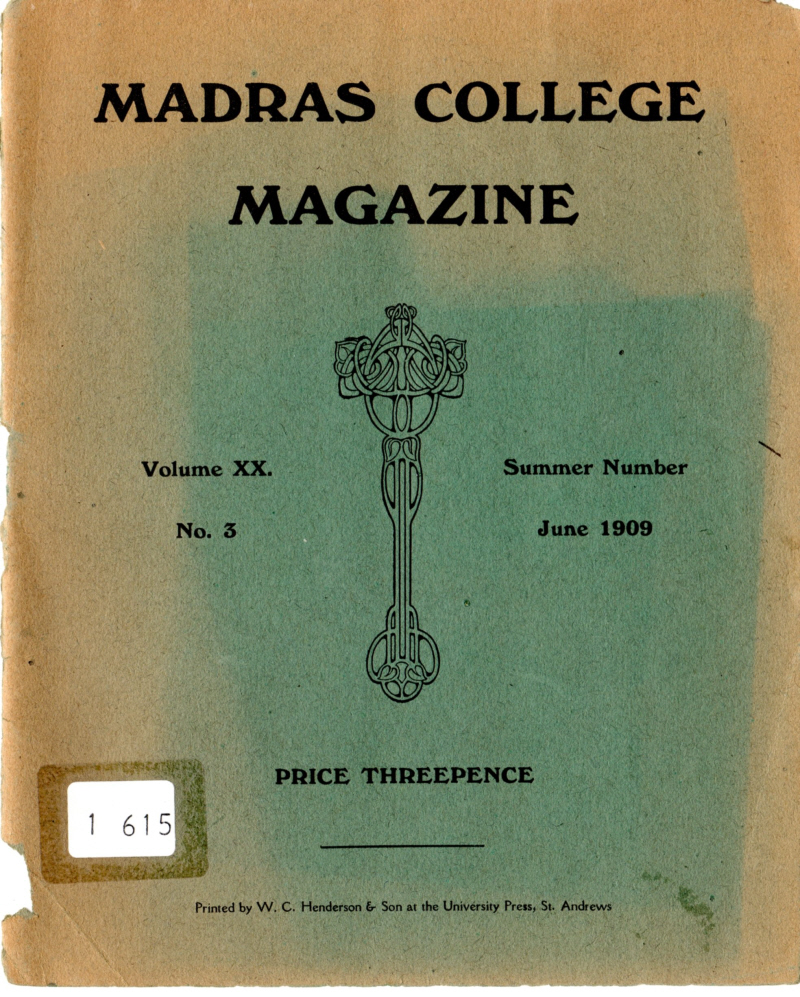 MADRAS COLLEGE
MAGAZINE
Volume XX.
No. 3
Summer Number
June 1909
PRICE THREEPENCE
1 615
Printed by W. C. Henderson & Son at the University Press, St. Andrews